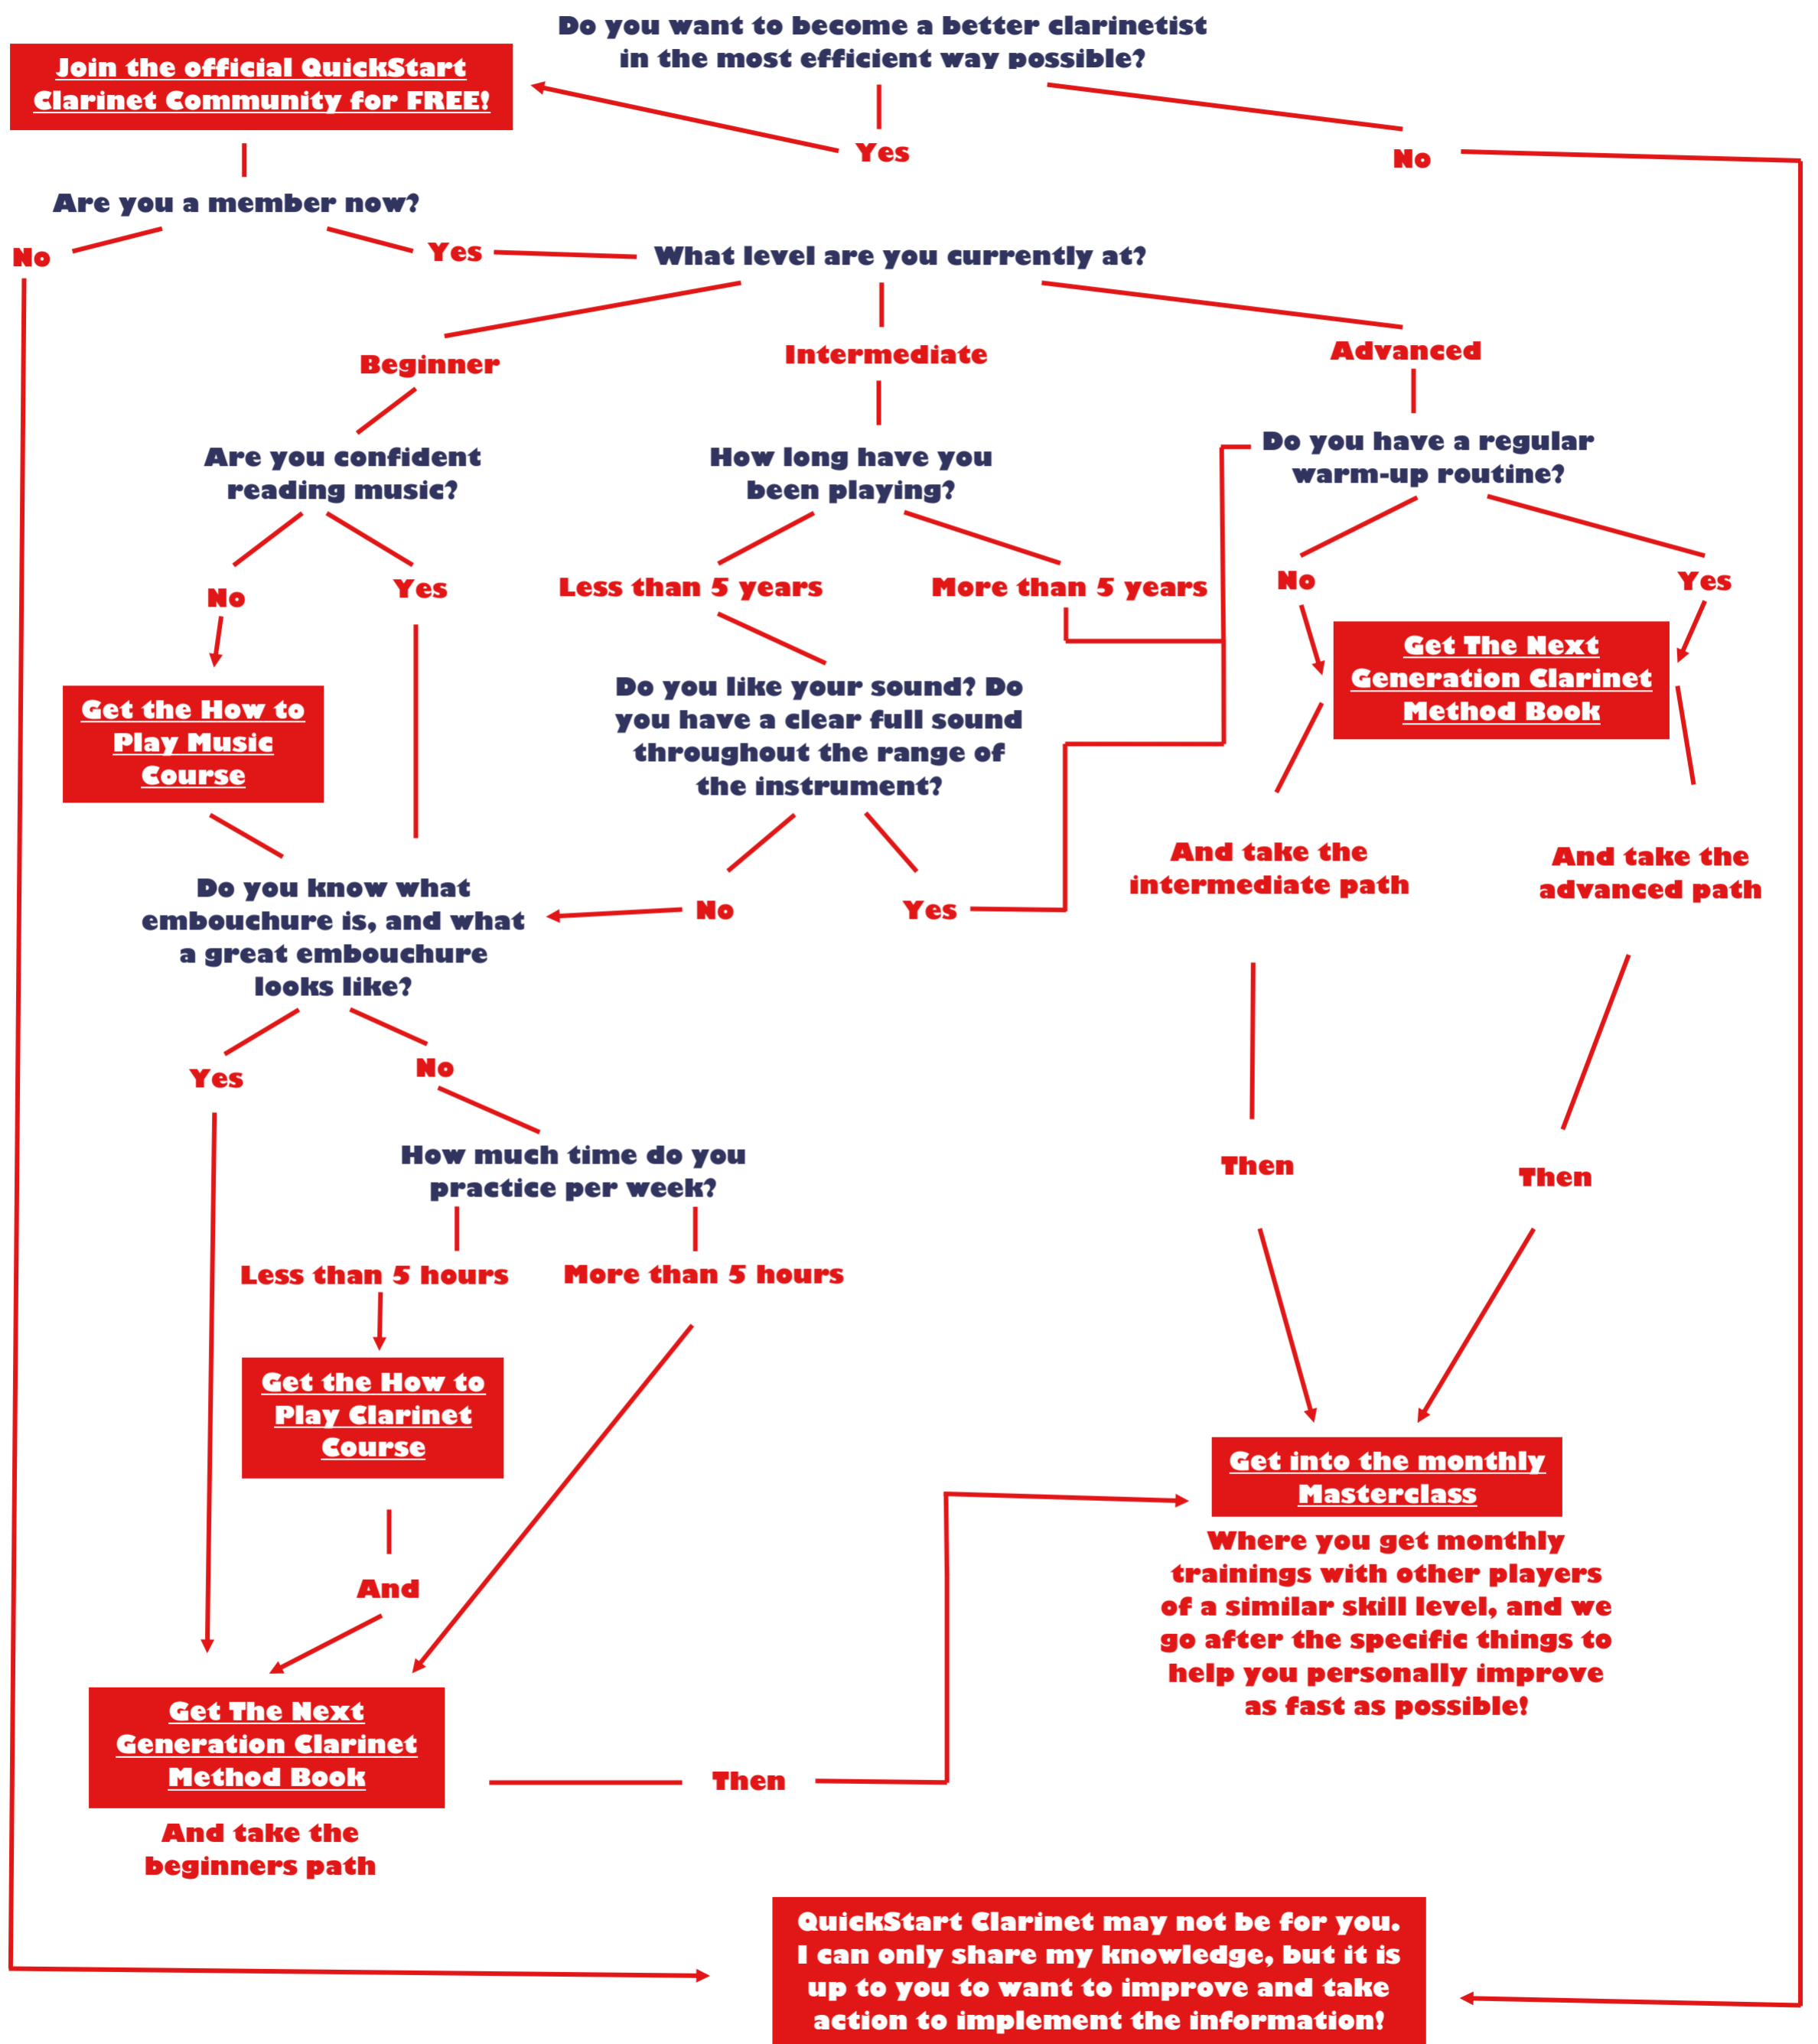 Do you want to become a better clarinetist
in the most efficient way possible?
Join the official QuickStart
Clarinet Community for FREE!
Yes
No
Are you a member now?
No
Yes
What level are you currently at?
Beginner
Intermediate
Advanced
Are you confident
reading music?
How long have you
been playing?
Do you have a regular
warm-up routine?
No
Yes
Less than 5 years
More than 5 years
No
Yes
Get The Next
Generation Clarinet
Method Book
Get the How to
Play Music
Course
Do you like your sound? Do
you have a clear full sound
throughout the range of
the instrument?
And take the
intermediate path
And take the
advanced path
Do you know what
embouchure is, and what
a great embouchure
looks like?
No
Yes
Yes
No
How much time do you
practice per week?
Then
Then
Less than 5 hours
More than 5 hours
Get the How to
Play Clarinet
Course
Get into the monthly
Masterclass
Where you get monthly
trainings with other players
of a similar skill level, and we
go after the specific things to
help you personally improve
as fast as possible!
And
Get The Next
Generation Clarinet
Method Book
Then
And take the
beginners path
QuickStart Clarinet may not be for you.
I can only share my knowledge, but it is
up to you to want to improve and take
action to implement the information!